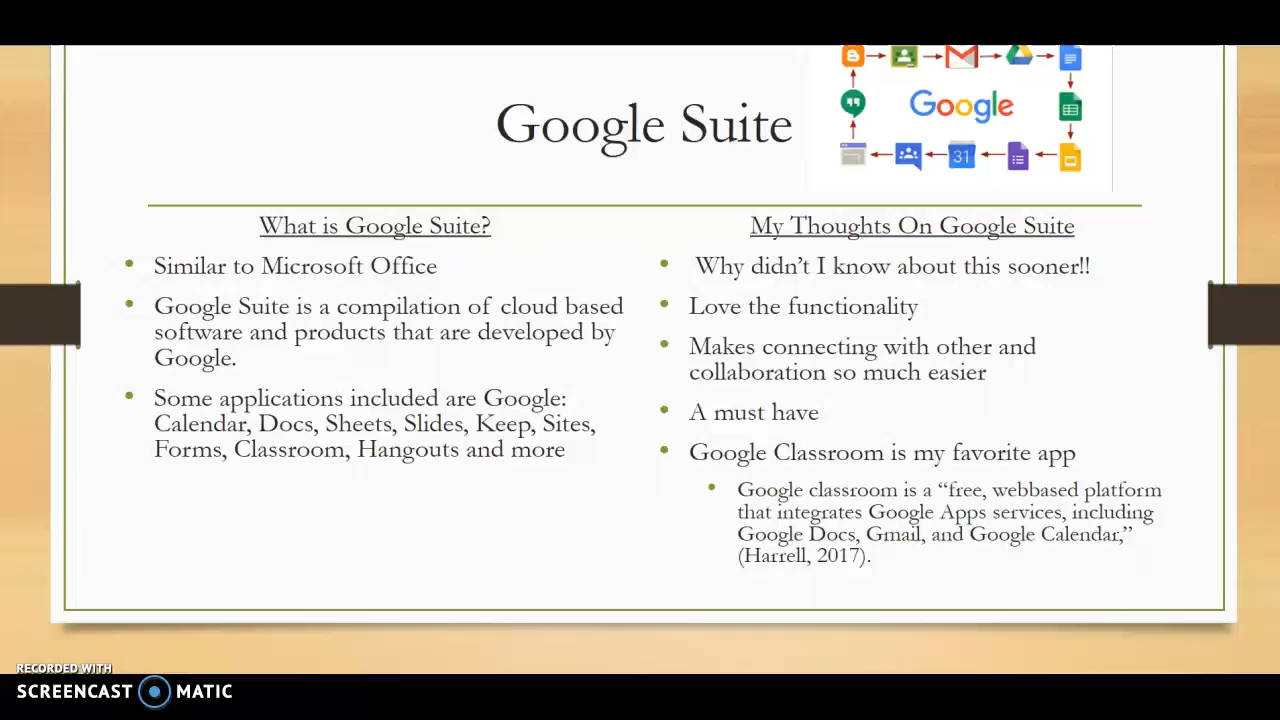 Google
31
Google Suite
What is Google Suite?
• Similar to Microsoft Office
• Google Suite is a compilation of cloud based
software and products that are developed by
Google.
• Some applications included are Google:
Calendar, Docs, Sheets, Slides, Keep, Sites,
Forms, Classroom, Hangouts and more
My Thoughts On Google Suite
• Why didn’t I know about this sooner!!
• Love the functionality
• Makes connecting with other and
collaboration so much easier
• A must have
• Google Classroom is my favorite app
• Google classroom is a “free, webbased platform
that integrates Google Apps services, including
Google Docs, Gmail, and Google Calendar,”
(Harrell, 2017).
RECORDED WITH
SCREENCAST MATIC